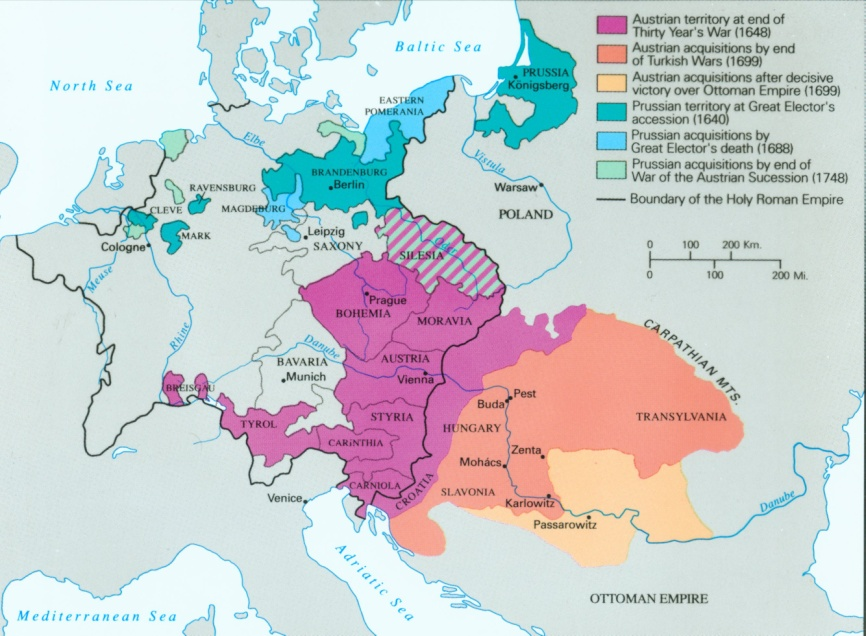 Austrian territory at end of
Thirty Year's War (1648)
Austrian acquisitions by end
of Turkish Wars (1699)
Austrian acquisitions after decisive
victory over Ottoman Empire (1699)
Prussian territory at Great Elector's
accession (1640)
Prussian acquisitions by
Great Elector's death (1688)
Prussian acquisitions by end of
War of the Austrian Sucession (1748)
Boundary of the Holy Roman Empire
0 100 200 Km.
0 100 200 Mi.
Baltic Sea
North Sea
PRUSSIA
Königsberg
EASTERN
POMERANIA
Elbe
Vistula
BRANDENBURG
Berlin
Warsaw
POLAND
RAVENSBURG
MAGDEBURG
CLEVE
MARK
Cologne
Leipzig
SAXONY
Oder
SILESIA
Meuse
Rhine
Prague
BOHEMIA
MORAVIA
CARPATHIAN MTS.
Danube
BAVARIA
Munich
AUSTRIA
Vienna
BREISGAU
Buda
Pest
TYROL
STYRIA
HUNGARY
TRANSYLVANIA
CARINTHIA
Zenta
Mohács
CARNIOLA
CROATIA
SLAVONIA
Karlowitz
Danube
Venice
Passarowitz
Adriatic Sea
OTTOMAN EMPIRE
Mediterranean Sea